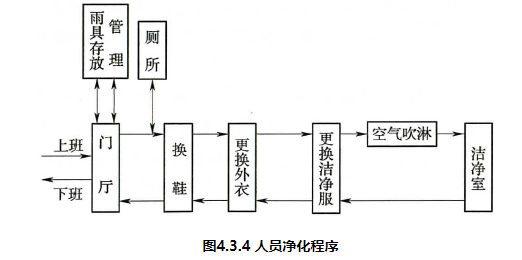 雨具存放
管理
厕所
上班
下班
门厅
换鞋
更换外衣
更换洁净服
空气吹淋
洁净室
图4.3.4 人员净化程序